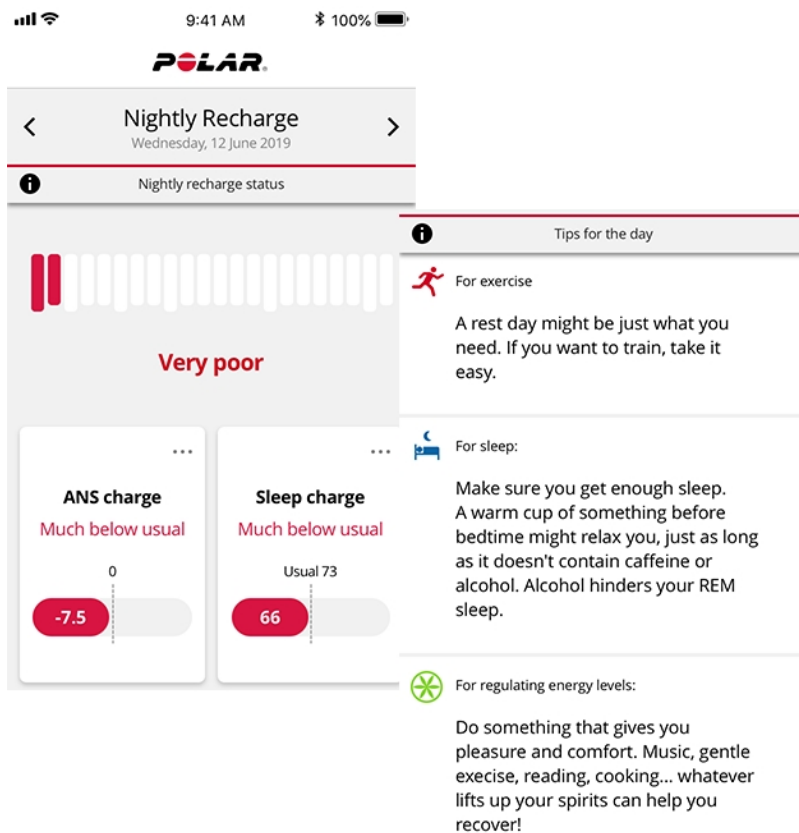 9:41 AM
100%
POLAR.
Nightly Recharge
Wednesday, 12 June 2019
Nightly recharge status
Very poor
ANS charge
Much below usual
0
-7.5
Sleep charge
Much below usual
Usual 73
66
Tips for the day
For exercise
A rest day might be just what you
need. If you want to train, take it
easy.
For sleep:
Make sure you get enough sleep.
A warm cup of something before
bedtime might relax you, just as long
as it doesn't contain caffeine or
alcohol. Alcohol hinders your REM
sleep.
For regulating energy levels:
Do something that gives you
pleasure and comfort. Music, gentle
execise, reading, cooking... whatever
lifts up your spirits can help you
recover!